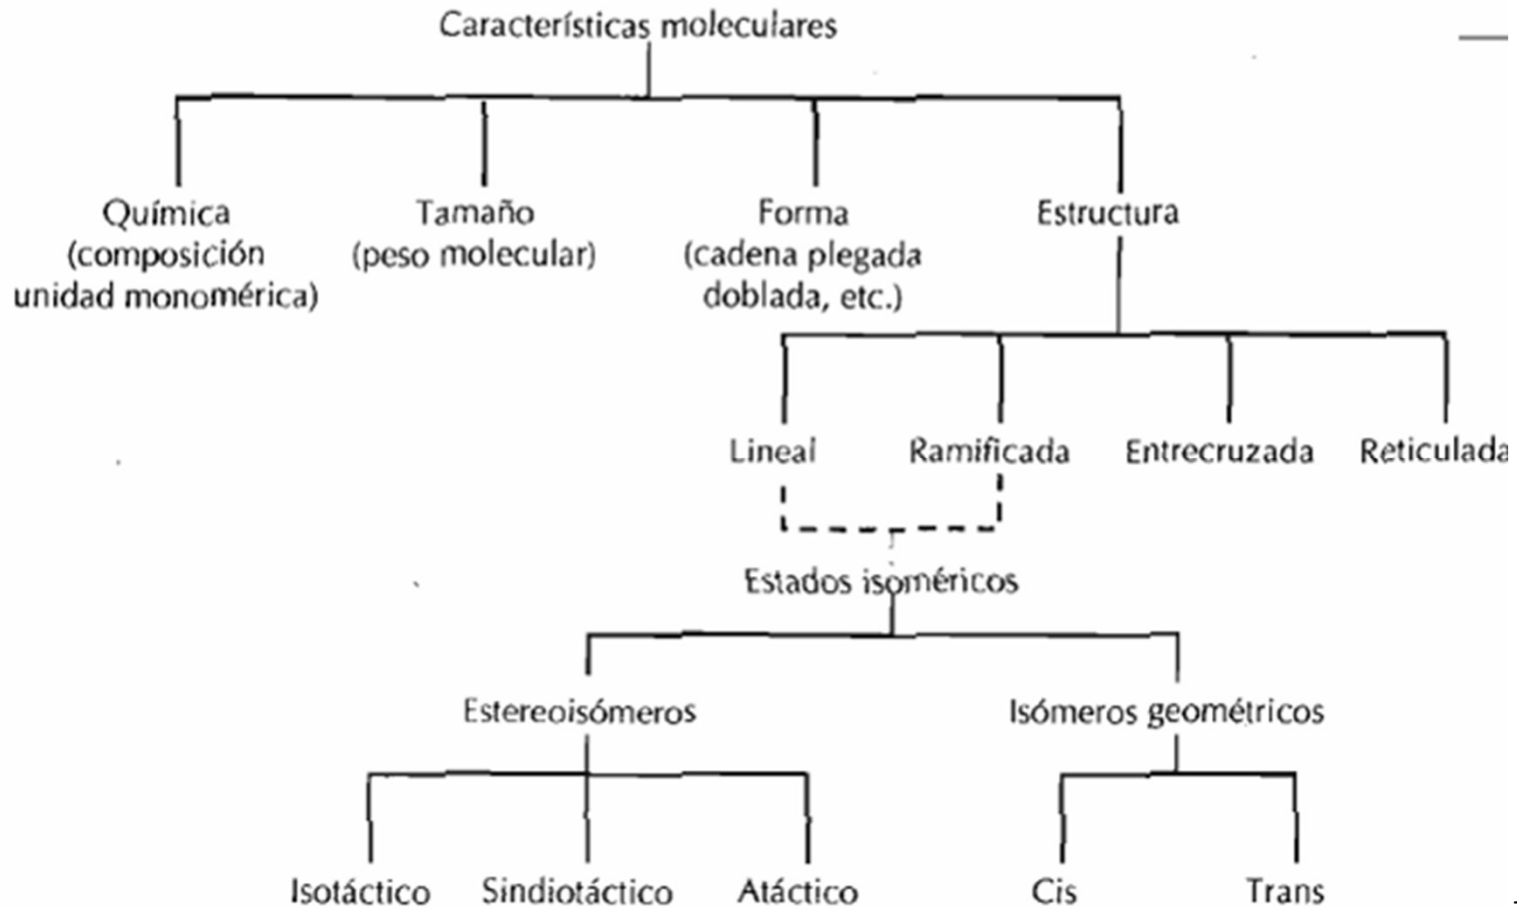 Características moleculares
Química
(composición
unidad monomérica)
Tamaño
(peso molecular)
Forma
(cadena plegada
doblada, etc.)
Estructura
Lineal
Ramificada
Entrecruzada
Reticulada
Estados isoméricos
Estereoisómeros
Isómeros geométricos
Isotáctico
Sindiotáctico
Atáctico
Cis
Trans